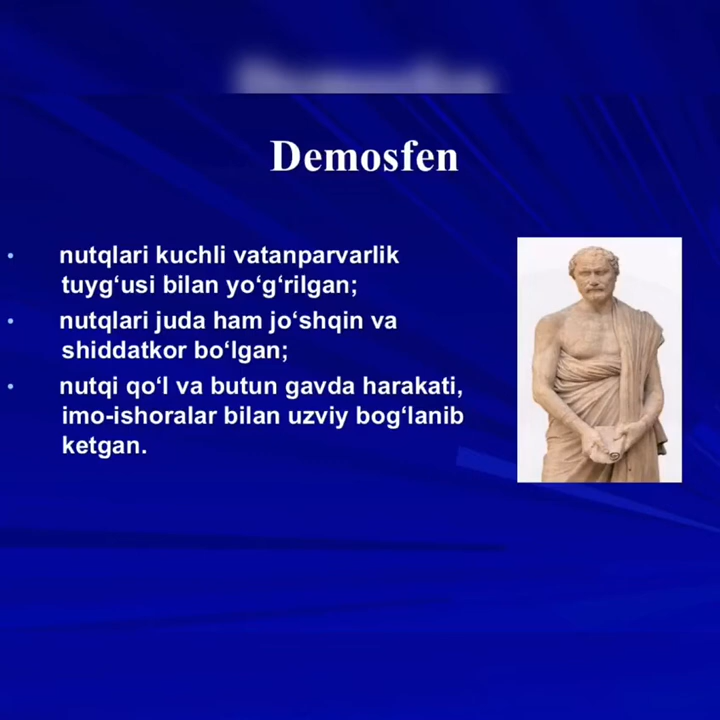 Demosfen
• nutqlari kuchli vatanparvarlik
tuyg‘usi bilan yo‘g‘rilgan;
• nutqlari juda ham jo‘shqin va
shiddatkor bo‘lgan;
• nutqi qo‘l va butun gavda harakati,
imo-ishoralar bilan uzviy bog‘lanib
ketgan.